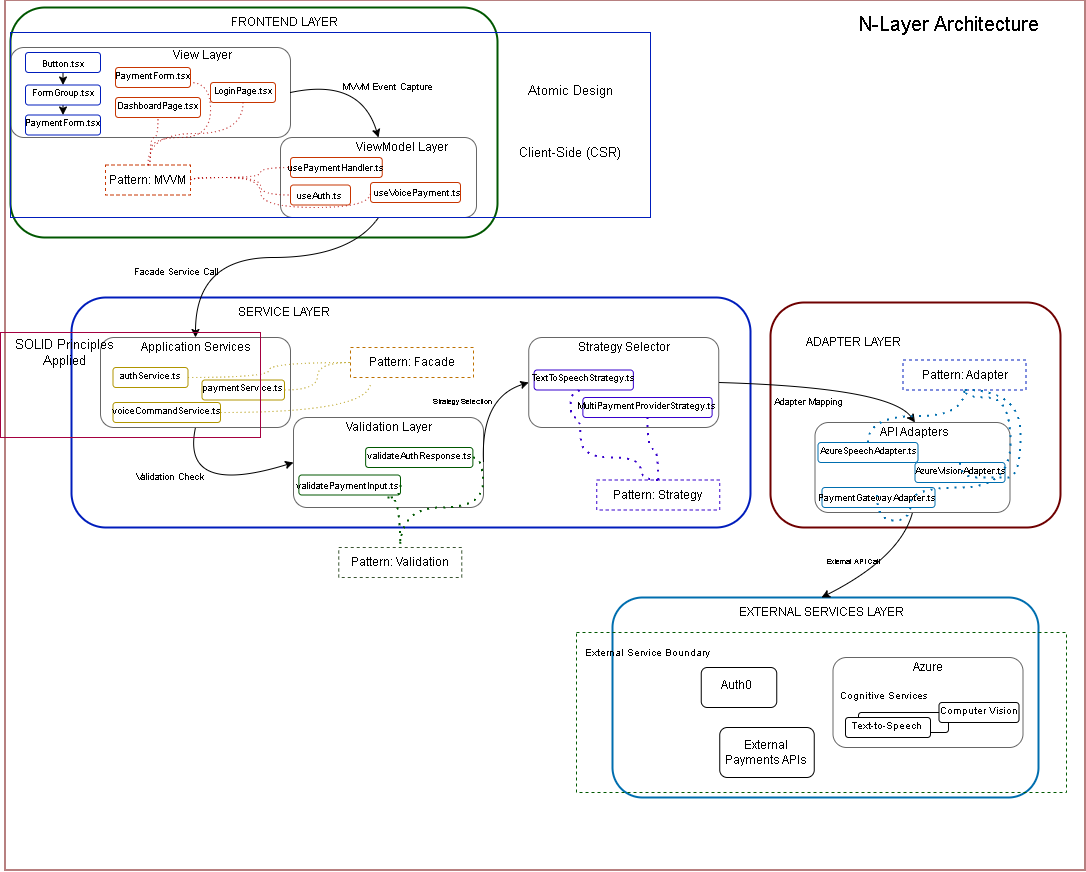 N-Layer Architecture
FRONTEND LAYER
View Layer
Button.tsx
FormGroup.tsx
PaymentForm.tsx
PaymentForm.tsx
DashboardPage.tsx
LoginPage.tsx
MVVM Event Capture
Atomic Design
Client-Side (CSR)
Pattern: MVVM
ViewModel Layer
usePaymentHandler.ts
useAuth.ts
useVoicePayment.ts
Facade Service Call
SERVICE LAYER
SOLID Principles
Applied
Application Services
authService.ts
paymentService.ts
voiceCommandService.ts
Pattern: Facade
Validation Check
Validation Layer
validateAuthResponse.ts
validatePaymentInput.ts
Pattern: Validation
Strategy Selection
Strategy Selector
TextToSpeechStrategy.ts
MultiPaymentProviderStrategy.ts
Pattern: Strategy
Adapter Mapping
ADAPTER LAYER
Pattern: Adapter
API Adapters
AzureSpeechAdapter.ts
AzureVisionAdapter.ts
PaymentGatewayAdapter.ts
External API Call
EXTERNAL SERVICES LAYER
External Service Boundary
Auth0
External
Payments APIs
Azure
Cognitive Services
Computer Vision
Text-to-Speech